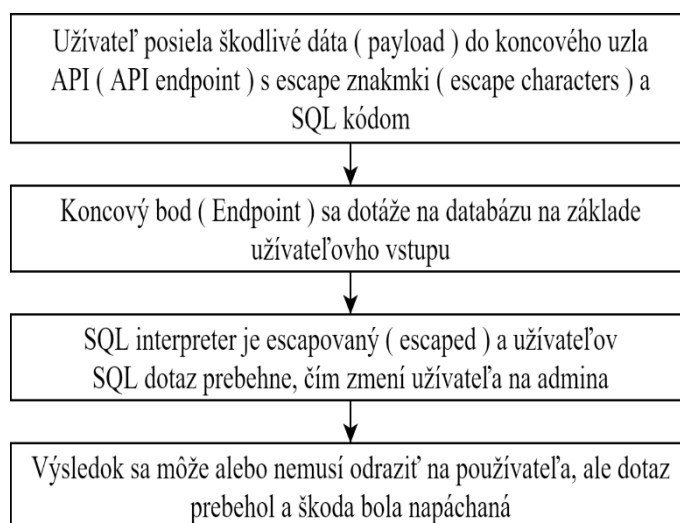 Užívateľ posiela škodlivé dáta ( payload ) do koncového uzla
API ( API endpoint ) s escape znakmki ( escape characters ) a
SQL kódom
Koncový bod ( Endpoint ) sa dotáže na databázu na základe
užívateľovho vstupu
SQL interpreter je escapovaný ( escaped ) a užívateľov
SQL dotaz prebehne, čím zmení užívateľa na admina
Výsledok sa môže alebo nemusí odraziť na používateľa, ale dotaz
prebehol a škoda bola napáchaná